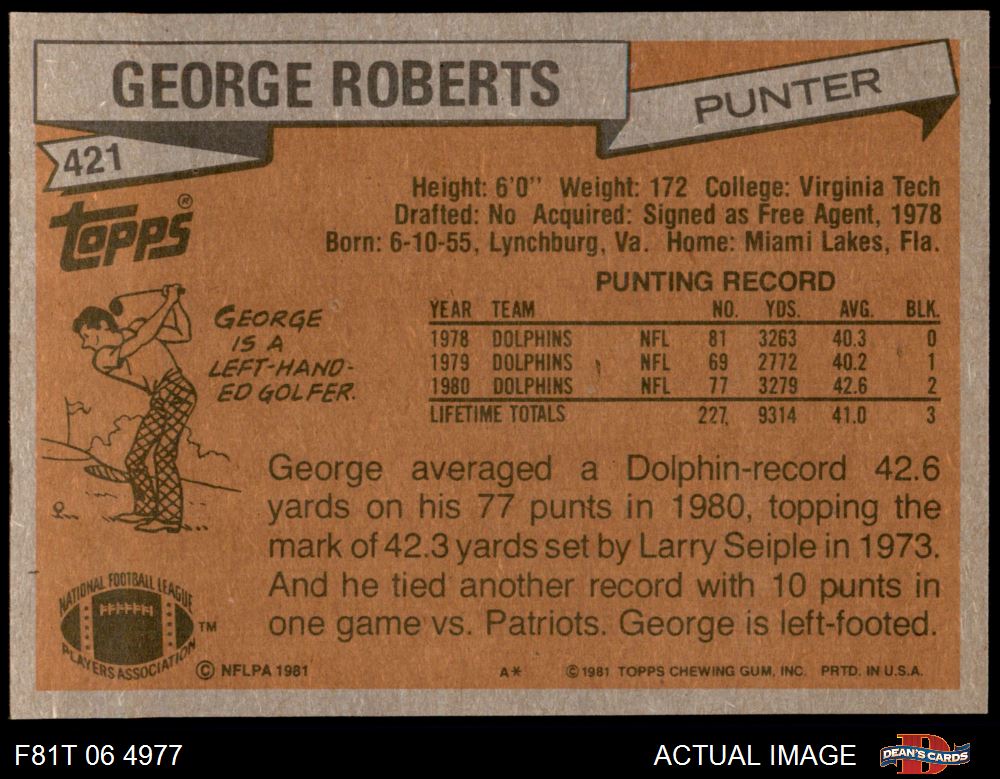 GEORGE ROBERTS
PUNTER
421
TOPPS®
Height: 6'0" Weight: 172 College: Virginia Tech
Drafted: No Acquired: Signed as Free Agent, 1978
Born: 6-10-55, Lynchburg, Va. Home: Miami Lakes, Fla.
GEORGE
IS A
LEFT-HAND-
ED GOLFER.
PUNTING RECORD
YEAR TEAM NO. YDS. AVG. BLK.
1978 DOLPHINS NFL 81 3263 40.3 0
1979 DOLPHINS NFL 69 2772 40.2 1
1980 DOLPHINS NFL 77 3279 42.6 2
LIFETIME TOTALS 227, 9314 41.0 3
George averaged a Dolphin-record 42.6
yards on his 77 punts in 1980, topping the
mark of 42.3 yards set by Larry Seiple in 1973.
And he tied another record with 10 punts in
one game vs. Patriots. George is left-footed.
NATIONAL FOOTBALL LEAGUE
PLAYERS ASSOCIATION
TM
© NFLPA 1981
A*
© 1981 TOPPS CHEWING GUM, INC. PRTD. IN U.S.A.
F81T 06 4977
ACTUAL IMAGE
DEAN'S CARDS